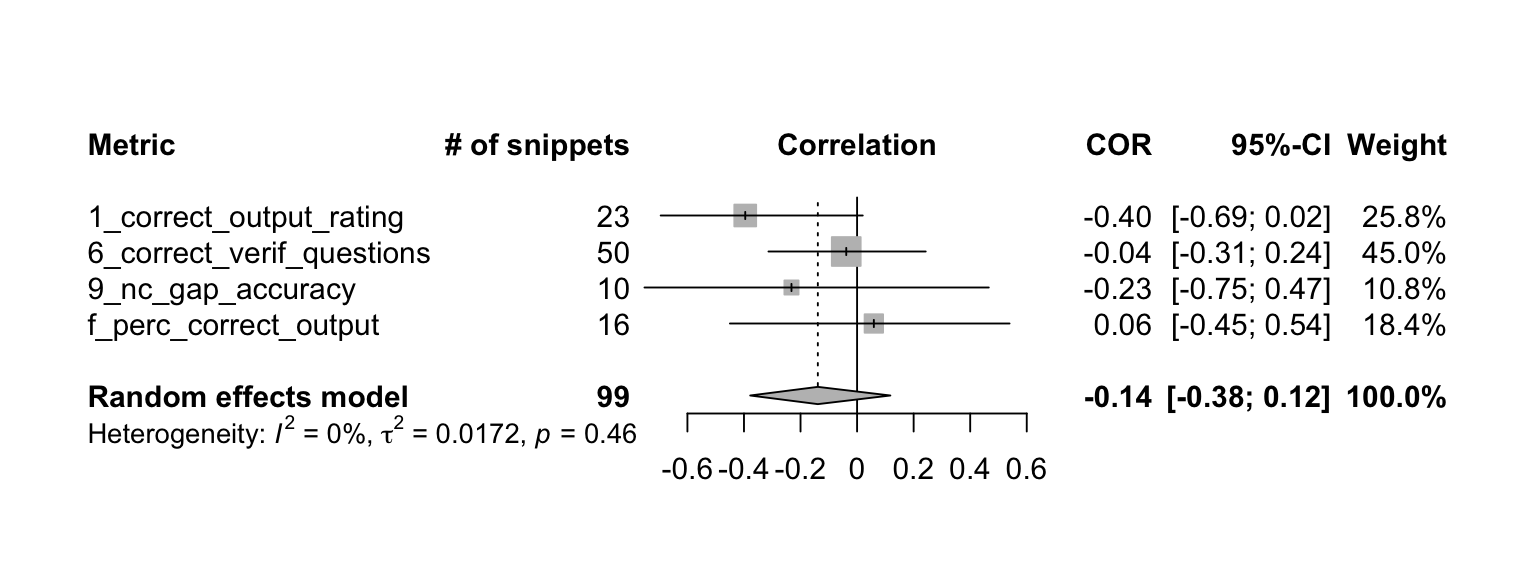 Metric # of snippets Correlation COR 95%-CI Weight
1_correct_output_rating 23 -0.40 [-0.69; 0.02] 25.8%
6_correct_verif_questions 50 -0.04 [-0.31; 0.24] 45.0%
9_nc_gap_accuracy 10 -0.23 [-0.75; 0.47] 10.8%
f_perc_correct_output 16 0.06 [-0.45; 0.54] 18.4%
Random effects model 99 -0.14 [-0.38; 0.12] 100.0%
Heterogeneity: I² = 0%, τ² = 0.0172, p = 0.46
-0.6 -0.4 -0.2 0 0.2 0.4 0.6